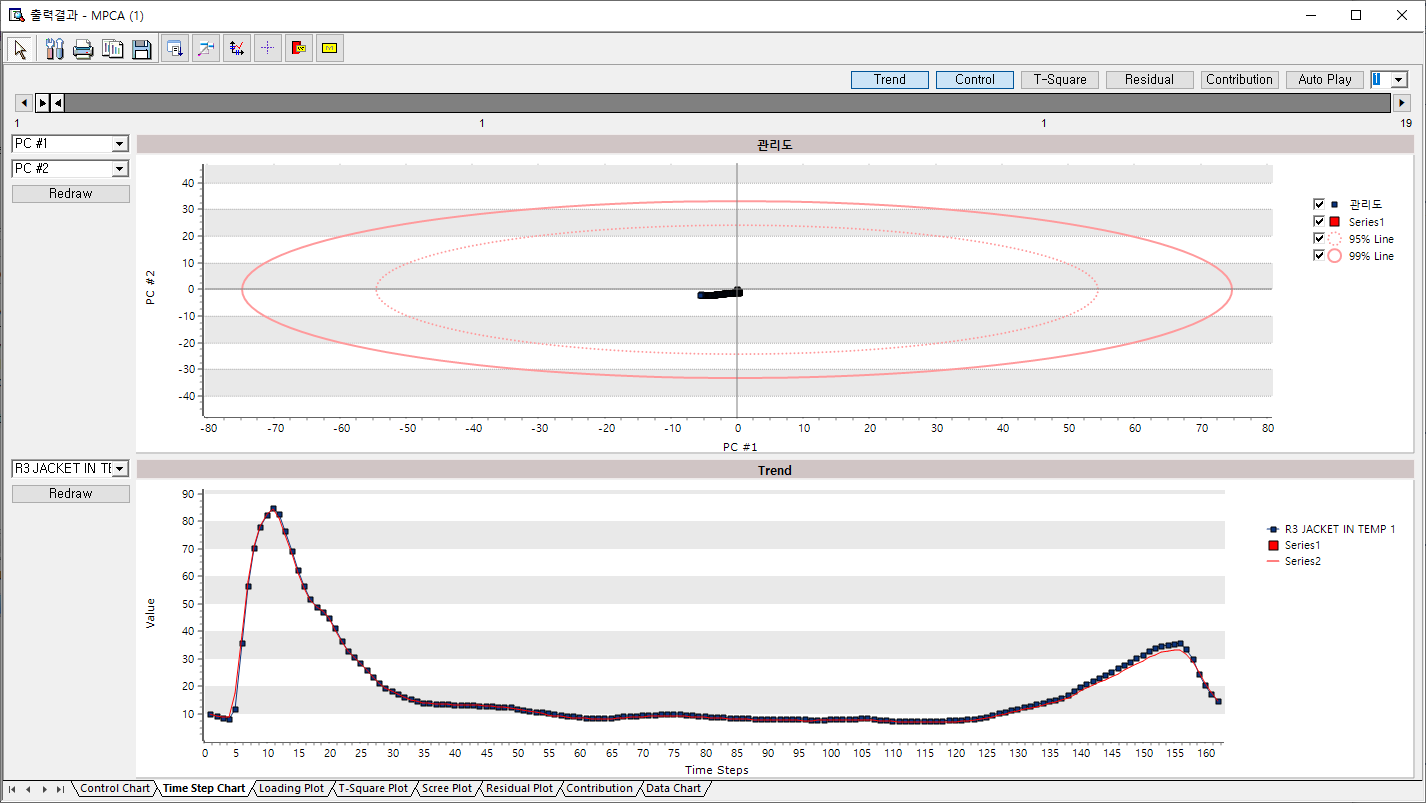 출력결과 - MPCA (1)
Trend Control T-Square Residual Contribution Auto Play 1
1 1 1 19
PC #1
PC #2
Redraw
관리도
40
30
20
10
0
-10
-20
-30
-40
PC #2
-80 -70 -60 -50 -40 -30 -20 -10 0 10 20 30 40 50 60 70 80
PC #1
관리도
Series1
95% Line
99% Line
R3 JACKET IN TE
Redraw
Trend
90
80
70
60
50
40
30
20
10
Value
0 5 10 15 20 25 30 35 40 45 50 55 60 65 70 75 80 85 90 95 100 105 110 115 120 125 130 135 140 145 150 155 160
Time Steps
R3 JACKET IN TEMP 1
Series1
Series2
Control Chart Time Step Chart Loading Plot T-Square Plot Scree Plot Residual Plot Contribution Data Chart